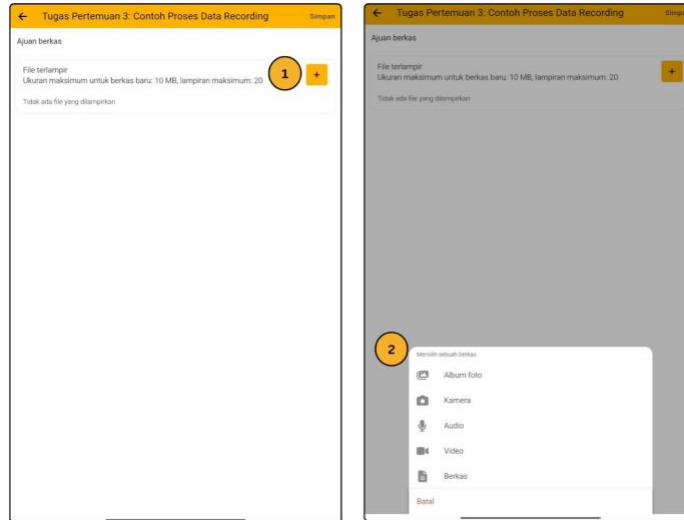 Tugas Pertemuan 3: Contoh Proses Data Recording
Simpan
Ajuan berkas
File terlampir
Ukuran maksimum untuk berkas baru: 10 MB, lampiran maksimum: 20
1
+
Tidak ada file yang dilampirkan
Tugas Pertemuan 3: Contoh Proses Data Recording
Ajuan berkas
File terlampir
Ukuran maksimum untuk berkas baru: 10 MB, lampiran maksimum: 20
+
Tidak ada file yang dilampirkan
2
Memilih sebuah berkas
Album foto
Kamera
Audio
Video
Berkas
Batal